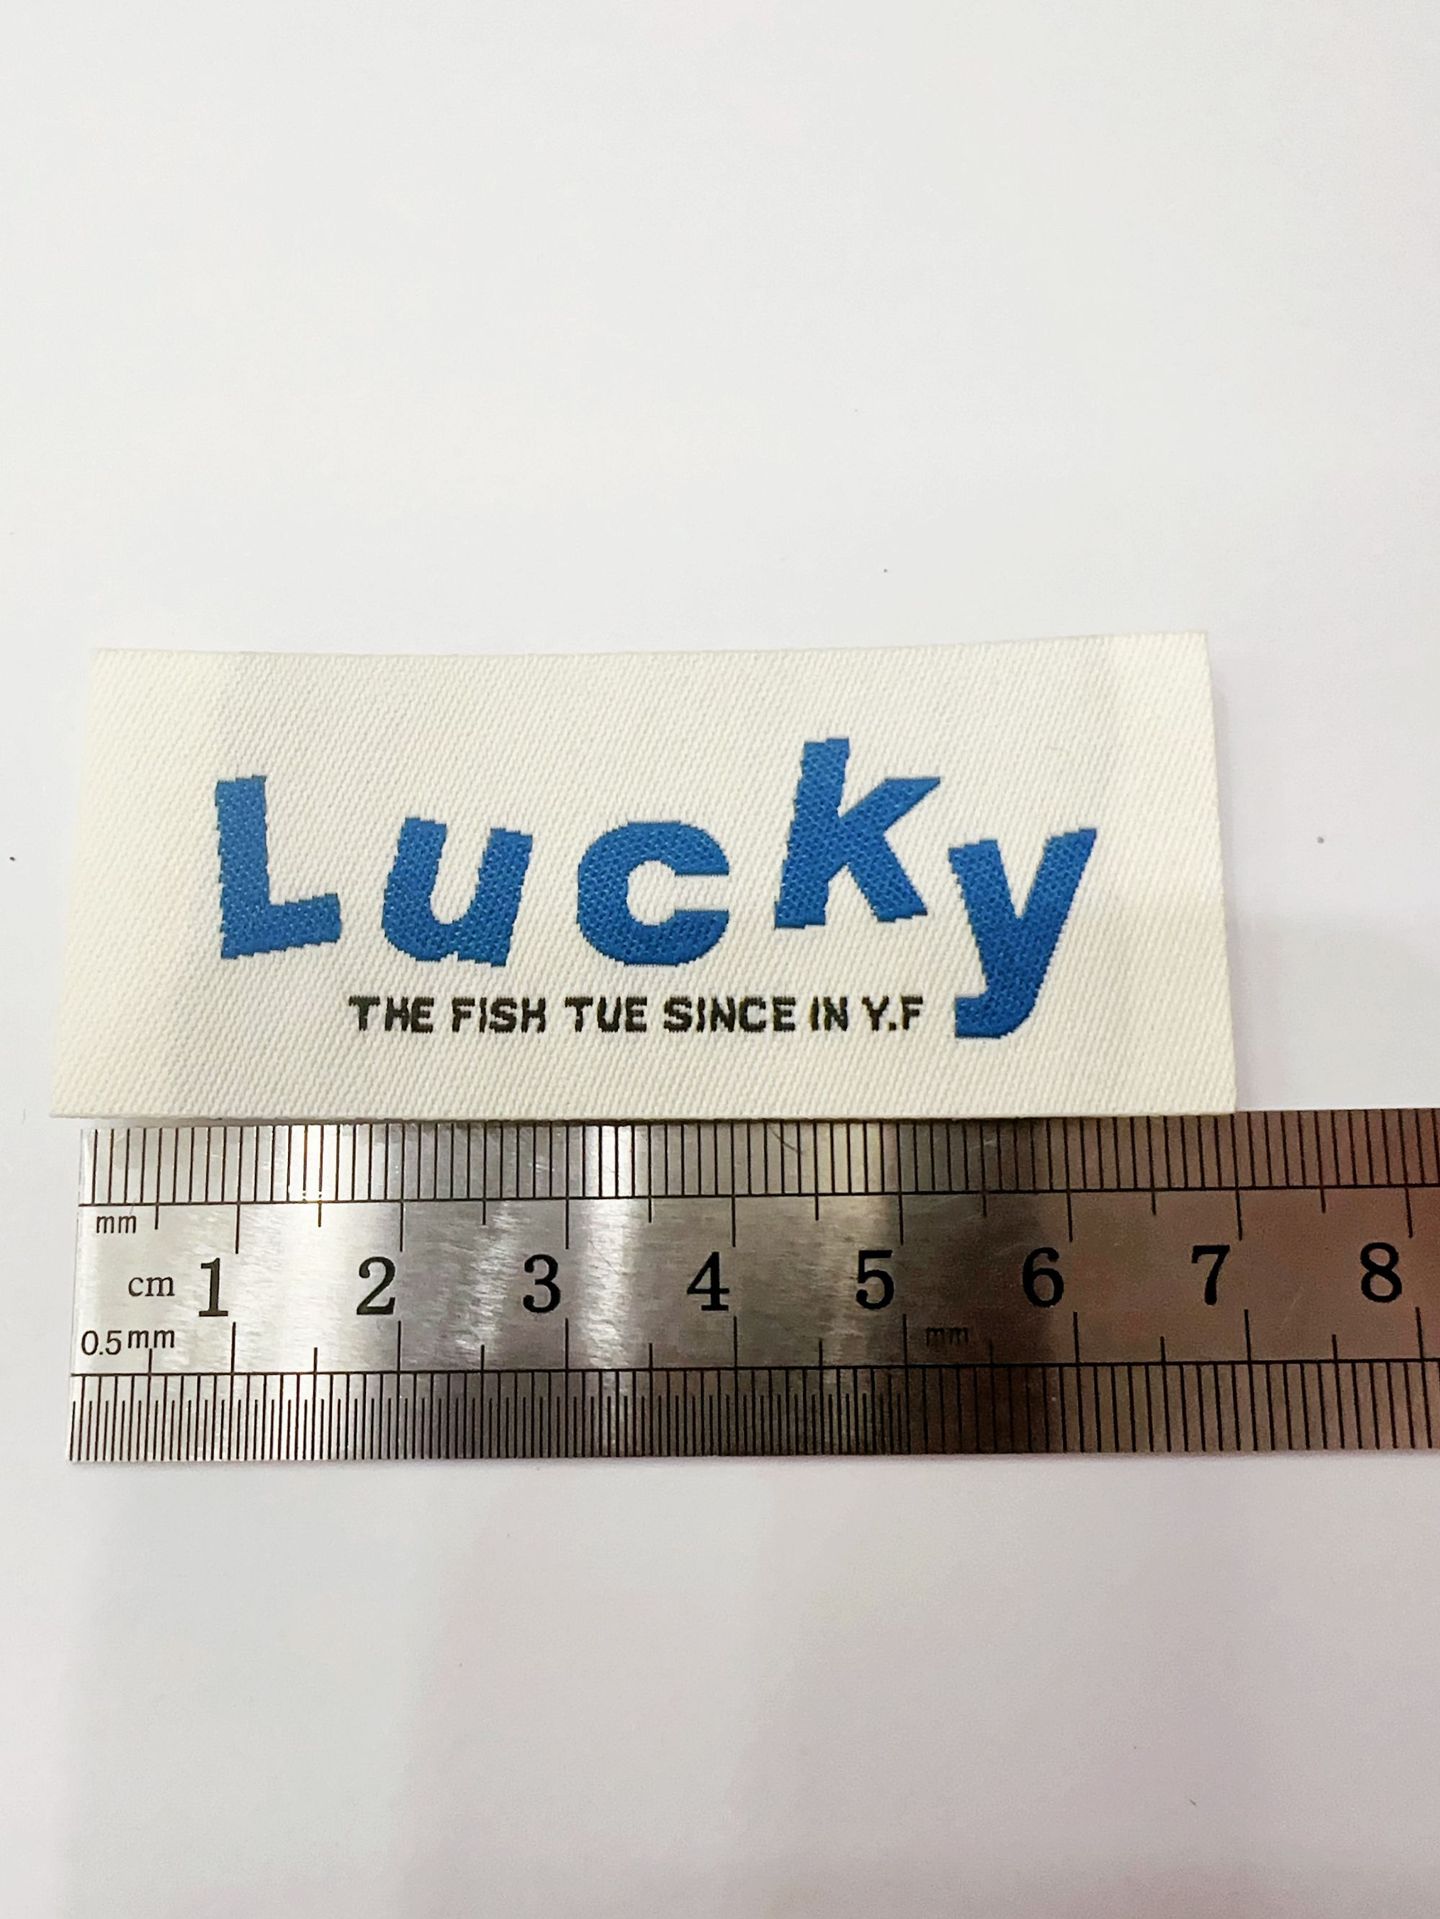 Lucky
THE FISH TUE SINCE IN Y.F
mm
cm 1 2 3 4 5 6 7 8
0.5mm mm